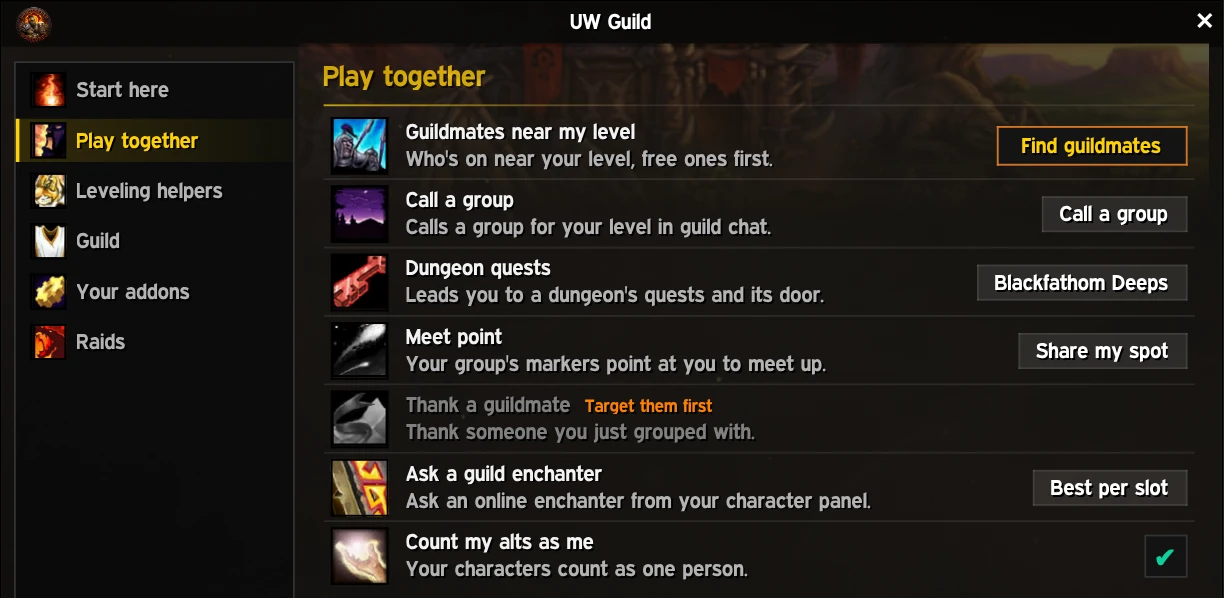 UW Guild
Start here
Play together
Leveling helpers
Guild
Your addons
Raids
Play together
Guildmates near my level
Who's on near your level, free ones first.
Find guildmates
Call a group
Calls a group for your level in guild chat.
Call a group
Dungeon quests
Leads you to a dungeon's quests and its door.
Blackfathom Deeps
Meet point
Your group's markers point at you to meet up.
Share my spot
Thank a guildmate Target them first
Thank someone you just grouped with.
Ask a guild enchanter
Ask an online enchanter from your character panel.
Best per slot
Count my alts as me
Your characters count as one person.